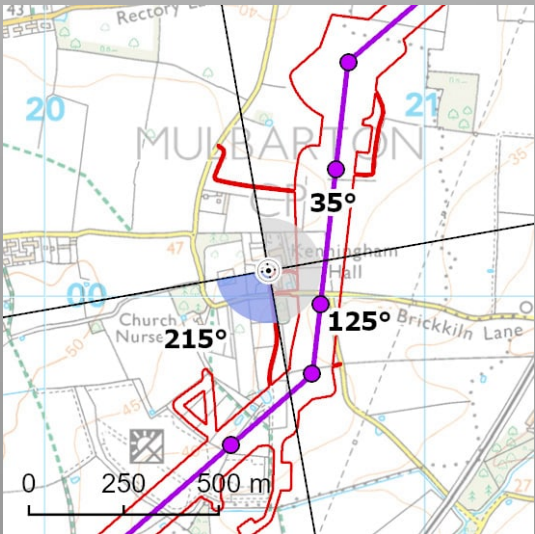 43
Rectory
20
21
MULBARTON
CP
35
35°
47
Kenningham
Hall
00
Church
Nurse
215°
125°
Brickkiln Lane
50
45
0 250 500 m
27